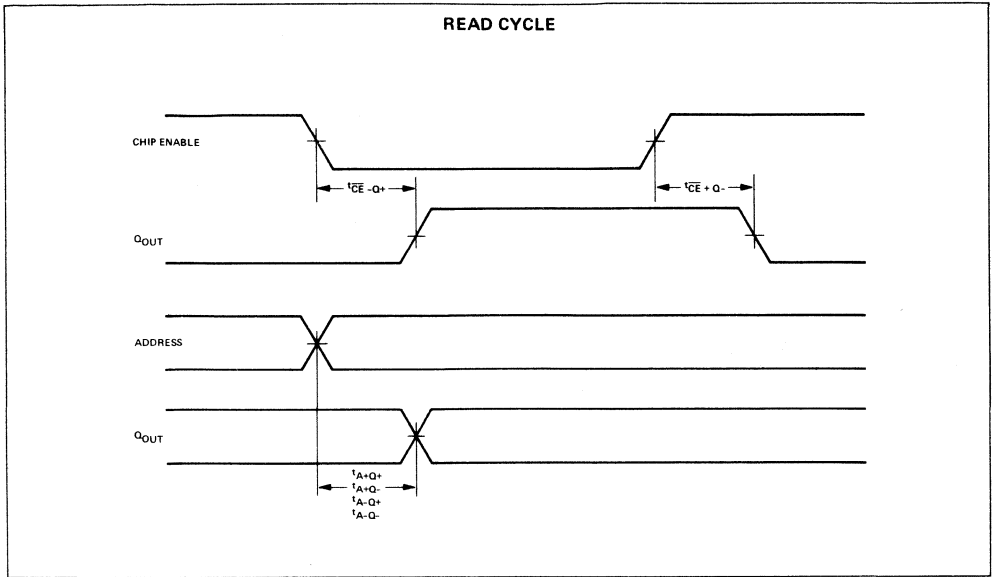 READ CYCLE
CHIP ENABLE
tCE -Q+
tCE + Q-
QOUT
ADDRESS
QOUT
tA+Q+
tA+Q-
tA-Q+
tA-Q-